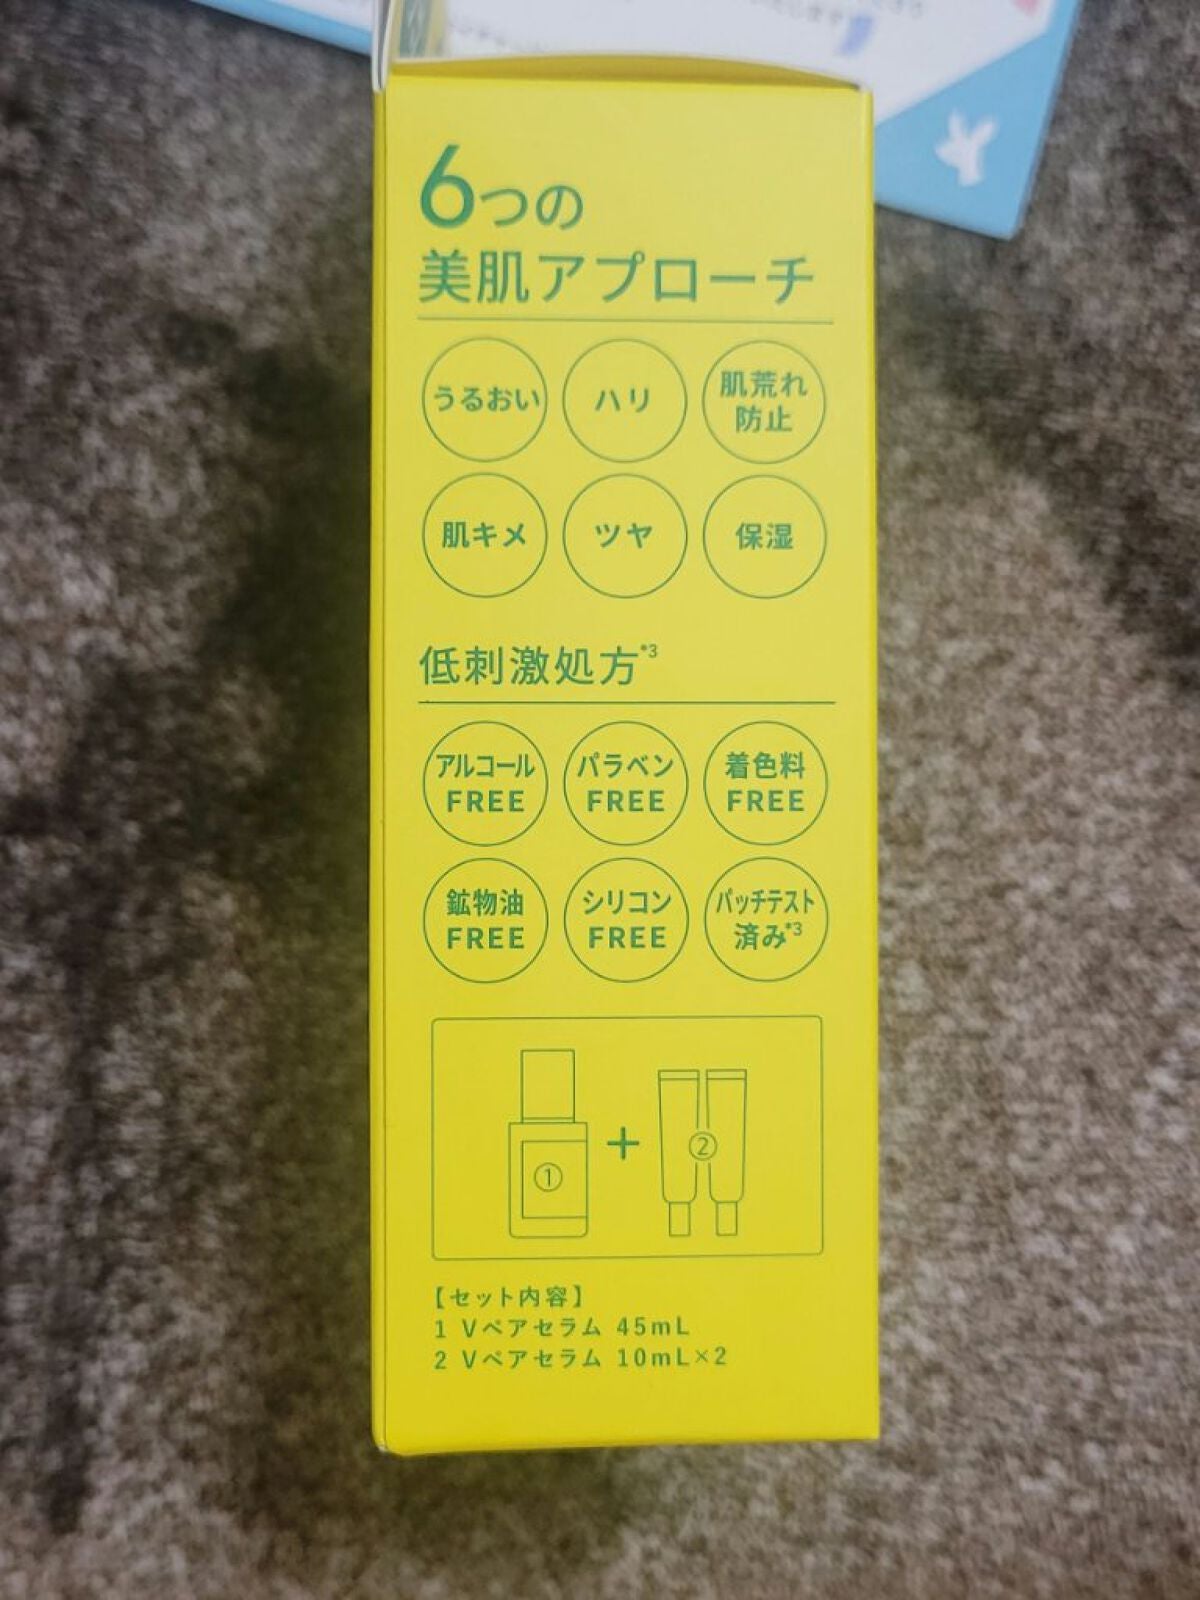 6つの
美肌アプローチ
うるおい
ハリ
肌荒れ
防止
肌キメ
ツヤ
保湿
低刺激処方*3
アルコール
FREE
パラベン
FREE
着色料
FREE
鉱物油
FREE
シリコン
FREE
パッチテスト
済み*3
①
+
②
【セット内容】
1 Vペアセラム 45mL
2 Vペアセラム 10mL×2